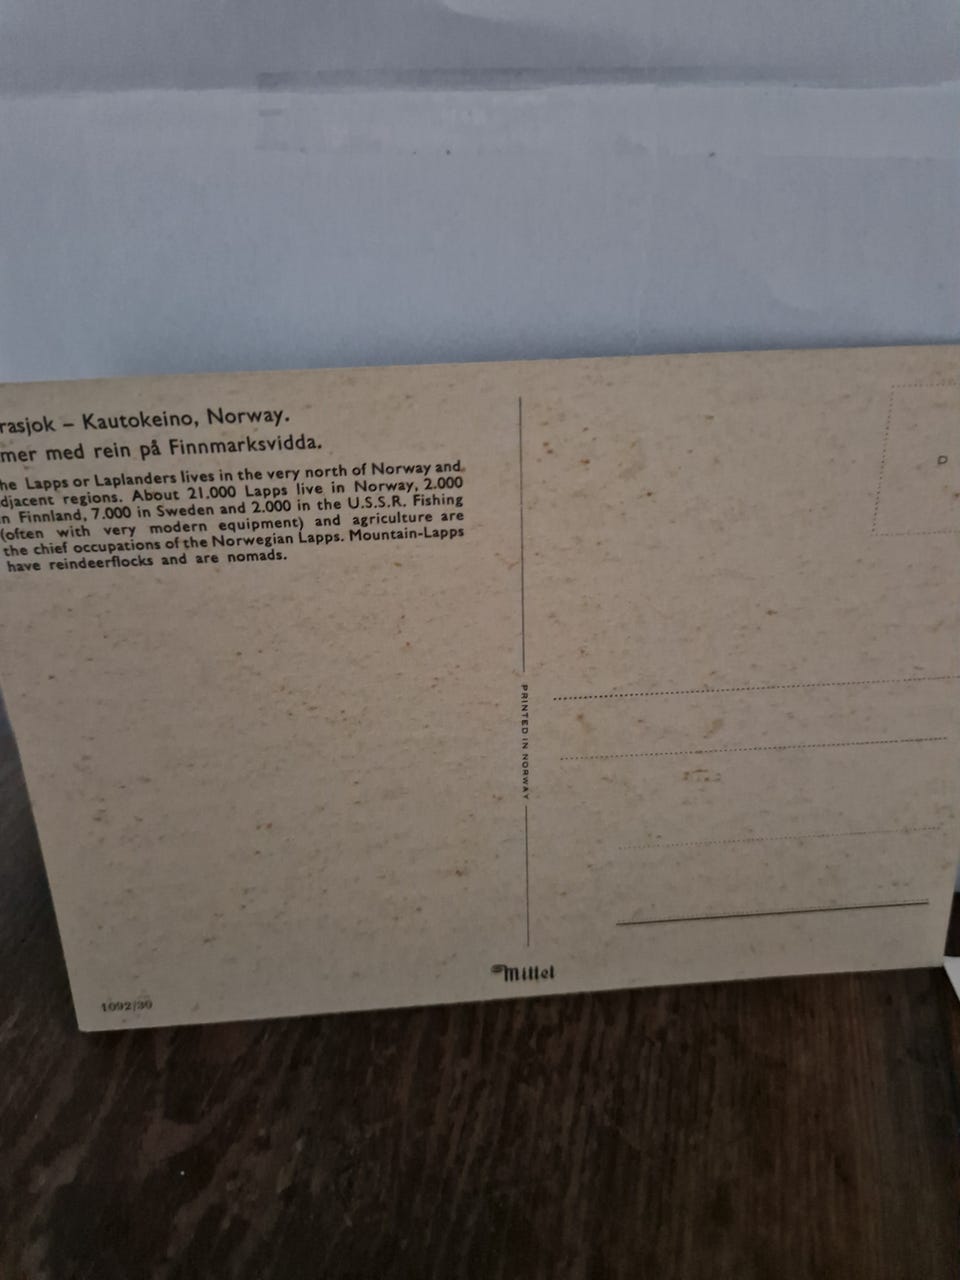 rasjok – Kautokeino, Norway.
mer med rein på Finnmarksvidda.
he Lapps or Laplanders lives in the very north of Norway and
djacent regions. About 21.000 Lapps live in Norway, 2.000
n Finnland, 7.000 in Sweden and 2.000 in the U.S.S.R. Fishing
(often with very modern equipment) and agriculture are
the chief occupations of the Norwegian Lapps. Mountain-Lapps
have reindeerflocks and are nomads.
PRINTED IN NORWAY
Mittet
1092/30